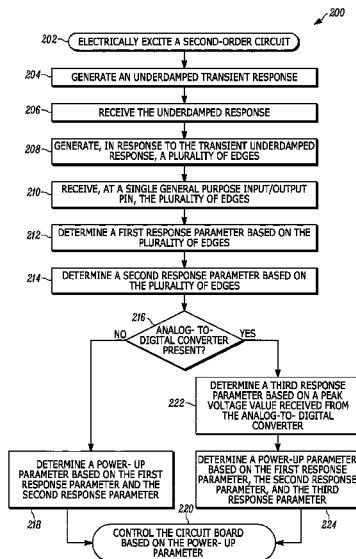 200
202
ELECTRICALLY EXCITE A SECOND-ORDER CIRCUIT
204
GENERATE AN UNDERDAMPED TRANSIENT RESPONSE
206
RECEIVE THE UNDERDAMPED RESPONSE
208
GENERATE, IN RESPONSE TO THE TRANSIENT UNDERDAMPED
RESPONSE, A PLURALITY OF EDGES
210
RECEIVE, AT A SINGLE GENERAL PURPOSE INPUT/OUTPUT
PIN, THE PLURALITY OF EDGES
212
DETERMINE A FIRST RESPONSE PARAMETER BASED ON THE
PLURALITY OF EDGES
214
DETERMINE A SECOND RESPONSE PARAMETER BASED ON
THE PLURALITY OF EDGES
216
NO
ANALOG- TO-
DIGITAL CONVERTER
PRESENT?
YES
222
DETERMINE A THIRD RESPONSE
PARAMETER BASED ON A PEAK
VOLTAGE VALUE RECEIVED FROM
THE ANALOG-TO- DIGITAL
CONVERTER
DETERMINE A POWER- UP
PARAMETER BASED ON THE FIRST
RESPONSE PARAMETER AND THE
SECOND RESPONSE PARAMETER
218
DETERMINE A POWER-UP PARAMETER
BASED ON THE FIRST RESPONSE
PARAMETER, THE SECOND RESPONSE
PARAMETER, AND THE THIRD
RESPONSE PARAMETER
224
220
CONTROL THE CIRCUIT BOARD
BASED ON THE POWER- UP
PARAMETER